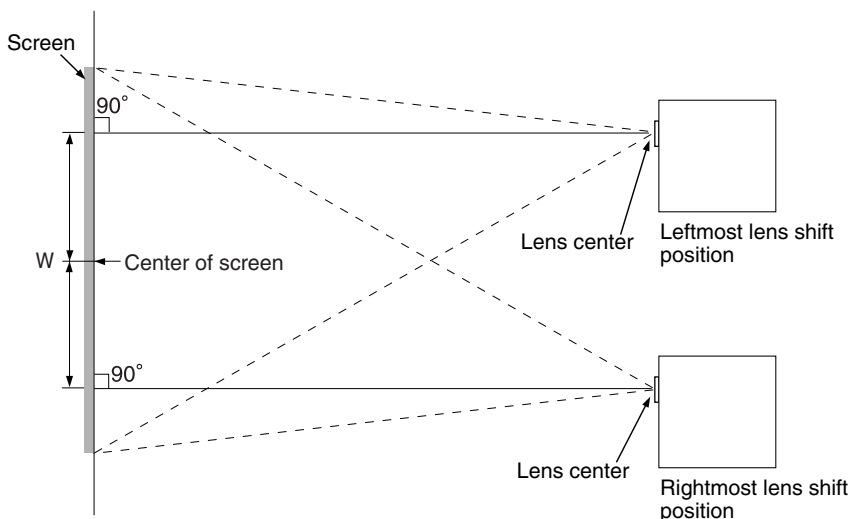 Screen
90°
W
Center of screen
Lens center
Leftmost lens shift
position
90°
Lens center
Rightmost lens shift
position